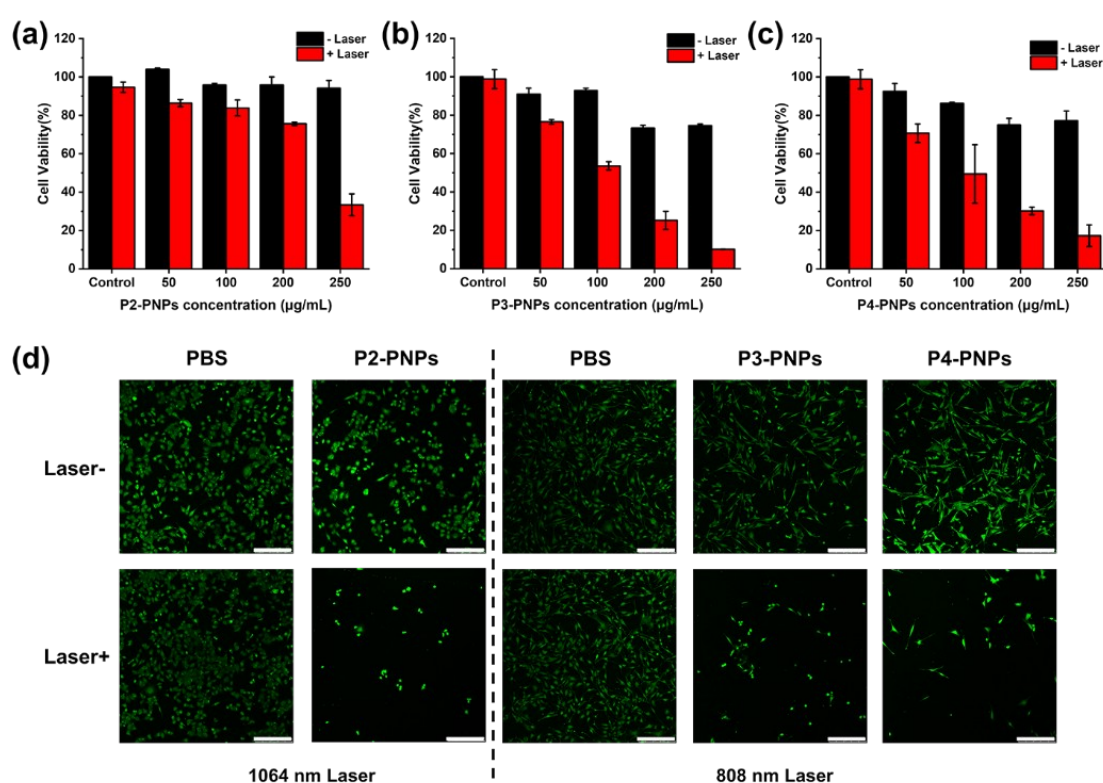 (a)
120
100
80
60
40
20
0
Cell Vability(%)
- Laser
+ Laser
Control 50 100 200 250
P2-PNPs concentration (μg/mL)
(b)
120
100
80
60
40
20
0
Cell Vability(%)
- Laser
+ Laser
Control 50 100 200 250
P3-PNPs concentration (μg/mL)
(c)
120
100
80
60
40
20
0
Cell Vability(%)
- Laser
+ Laser
Control 50 100 200 250
P4-PNPs concentration (μg/mL)
(d)
PBS P2-PNPs PBS P3-PNPs P4-PNPs
Laser-
Laser+
1064 nm Laser 808 nm Laser